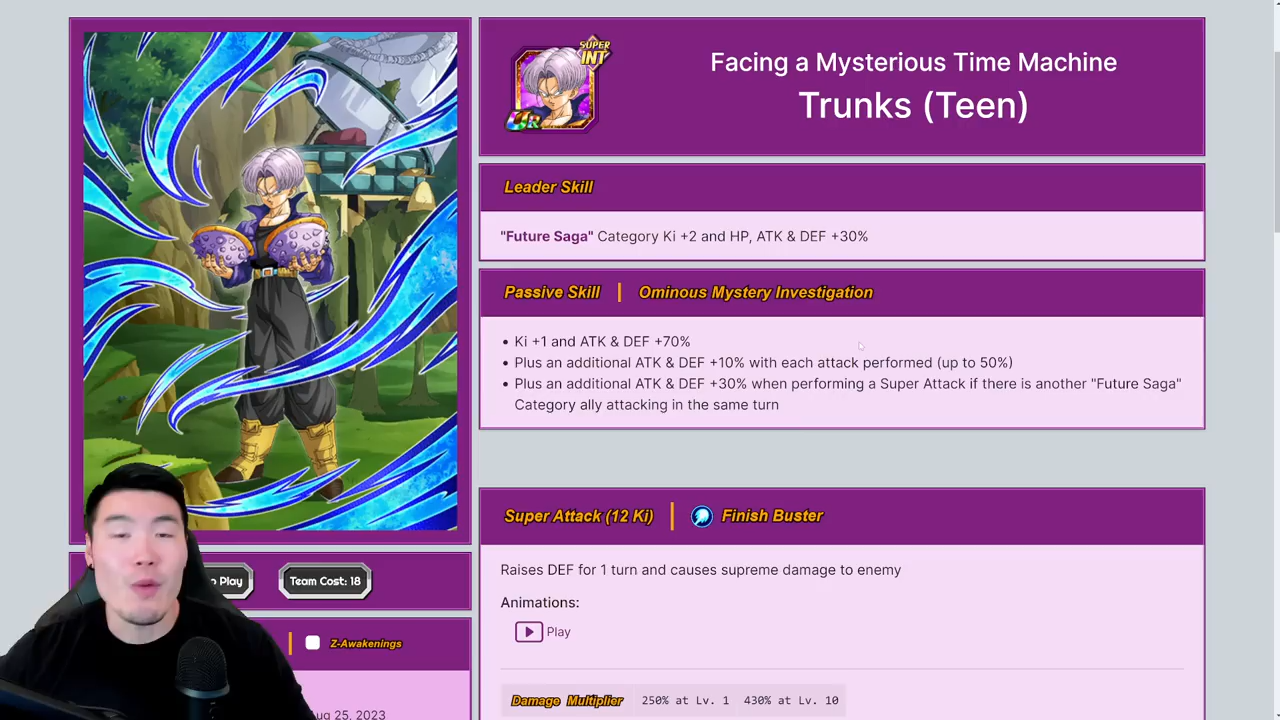 SUPER
INT
UR
Facing a Mysterious Time Machine
Trunks (Teen)
Leader Skill
"Future Saga" Category Ki +2 and HP, ATK & DEF +30%
Passive Skill | Ominous Mystery Investigation
• Ki +1 and ATK & DEF +70%
• Plus an additional ATK & DEF +10% with each attack performed (up to 50%)
• Plus an additional ATK & DEF +30% when performing a Super Attack if there is another "Future Saga"
Category ally attacking in the same turn
Super Attack (12 Ki) | Finish Buster
Raises DEF for 1 turn and causes supreme damage to enemy
Animations:
Play
Damage Multiplier 250% at Lv. 1 430% at Lv. 10
Play Team Cost: 18
Z-Awakenings
25, 2023